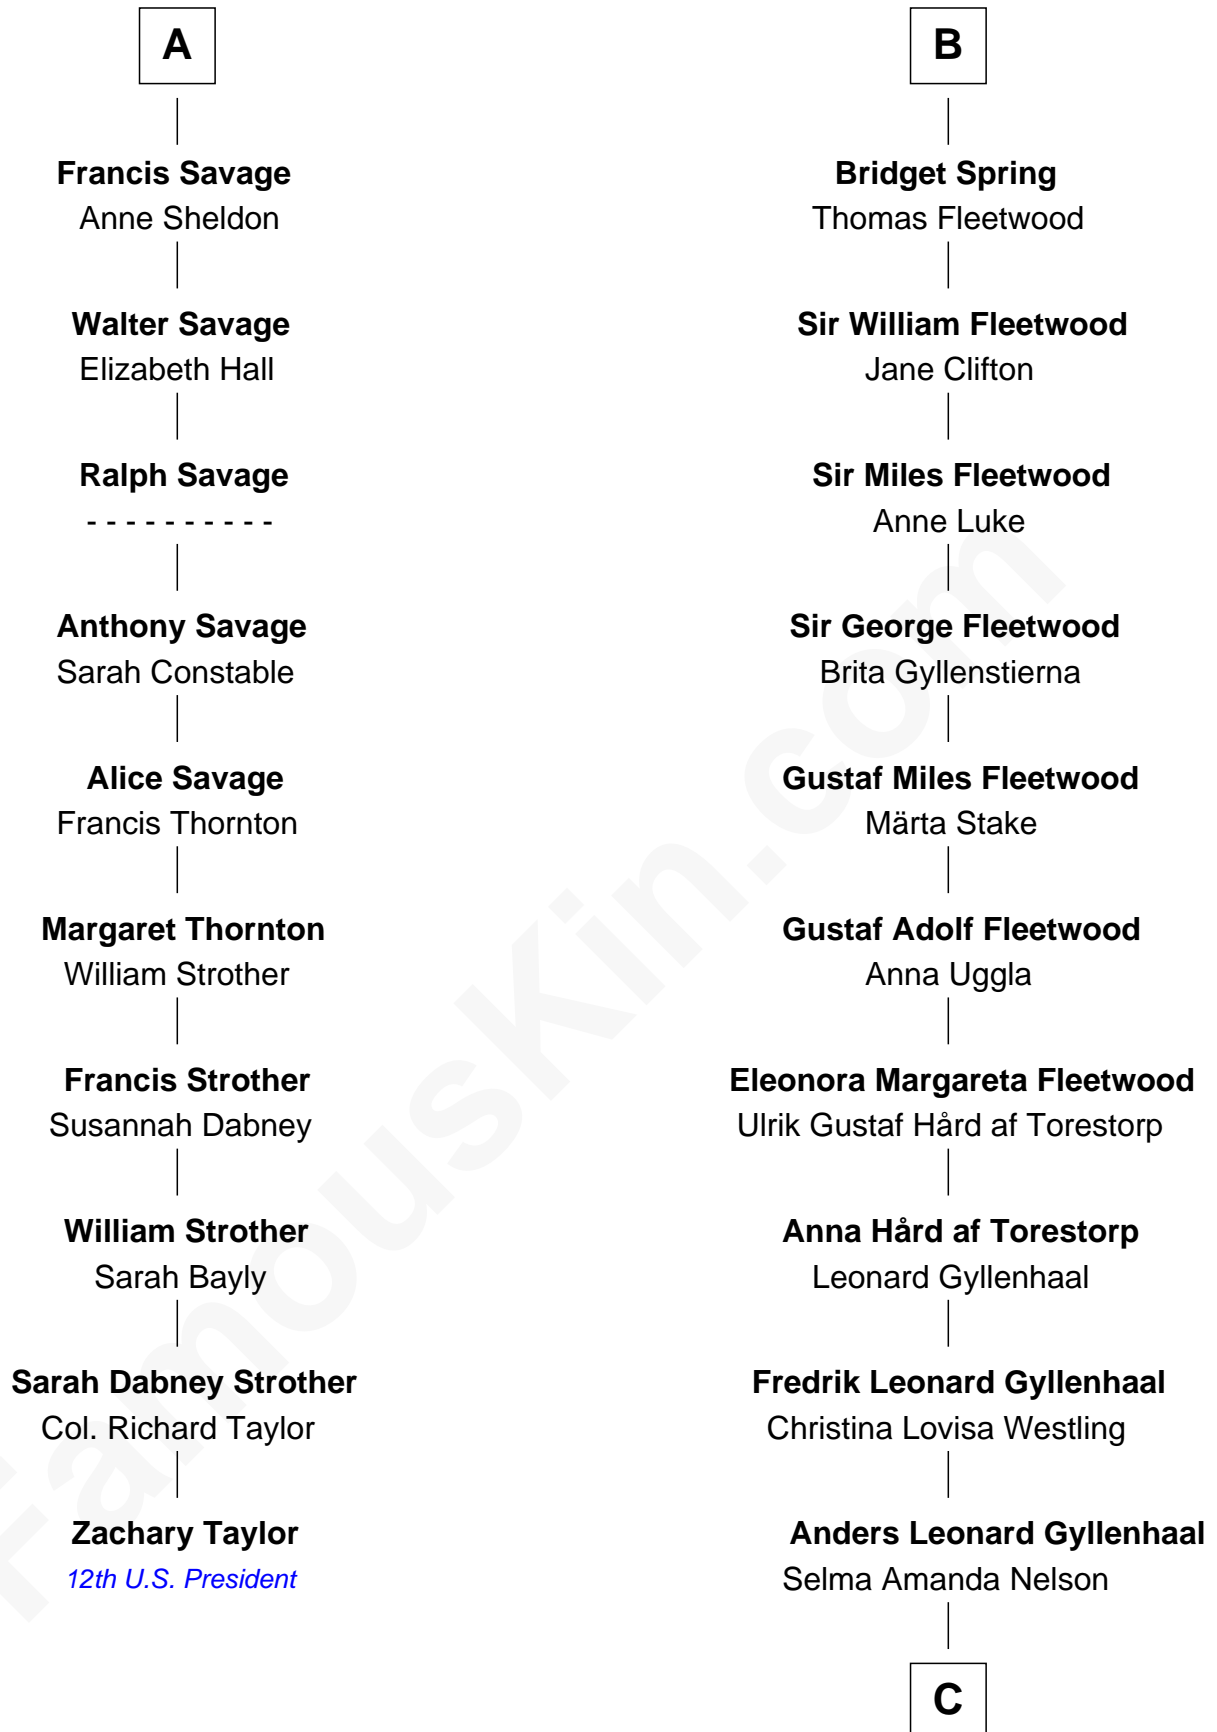 A
Francis Savage
Anne Sheldon
Walter Savage
Elizabeth Hall
Ralph Savage
- - - - - - - - - -
Anthony Savage
Sarah Constable
Alice Savage
Francis Thornton
Margaret Thornton
William Strother
Francis Strother
Susannah Dabney
William Strother
Sarah Bayly
Sarah Dabney Strother
Col. Richard Taylor
Zachary Taylor
12th U.S. President
B
Bridget Spring
Thomas Fleetwood
Sir William Fleetwood
Jane Clifton
Sir Miles Fleetwood
Anne Luke
Sir George Fleetwood
Brita Gyllenstierna
Gustaf Miles Fleetwood
Märta Stake
Gustaf Adolf Fleetwood
Anna Uggla
Eleonora Margareta Fleetwood
Ulrik Gustaf Hård af Torestorp
Anna Hård af Torestorp
Leonard Gyllenhaal
Fredrik Leonard Gyllenhaal
Christina Lovisa Westling
Anders Leonard Gyllenhaal
Selma Amanda Nelson
C
FamousKin.com